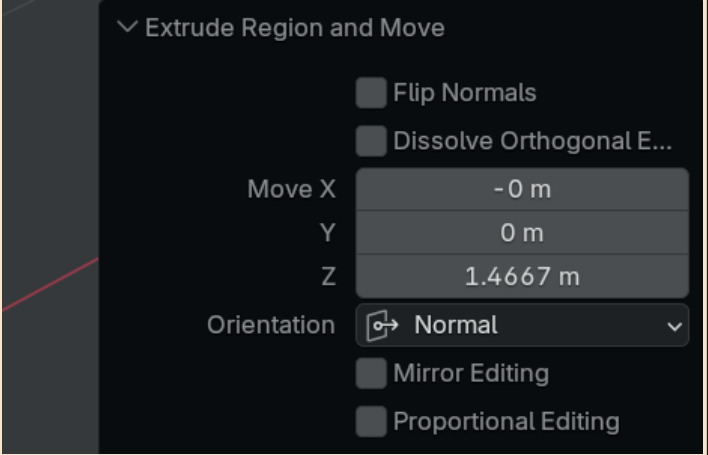 Extrude Region and Move
Flip Normals
Dissolve Orthogonal E...
Move X -0 m
Y 0 m
Z 1.4667 m
Orientation Normal
Mirror Editing
Proportional Editing